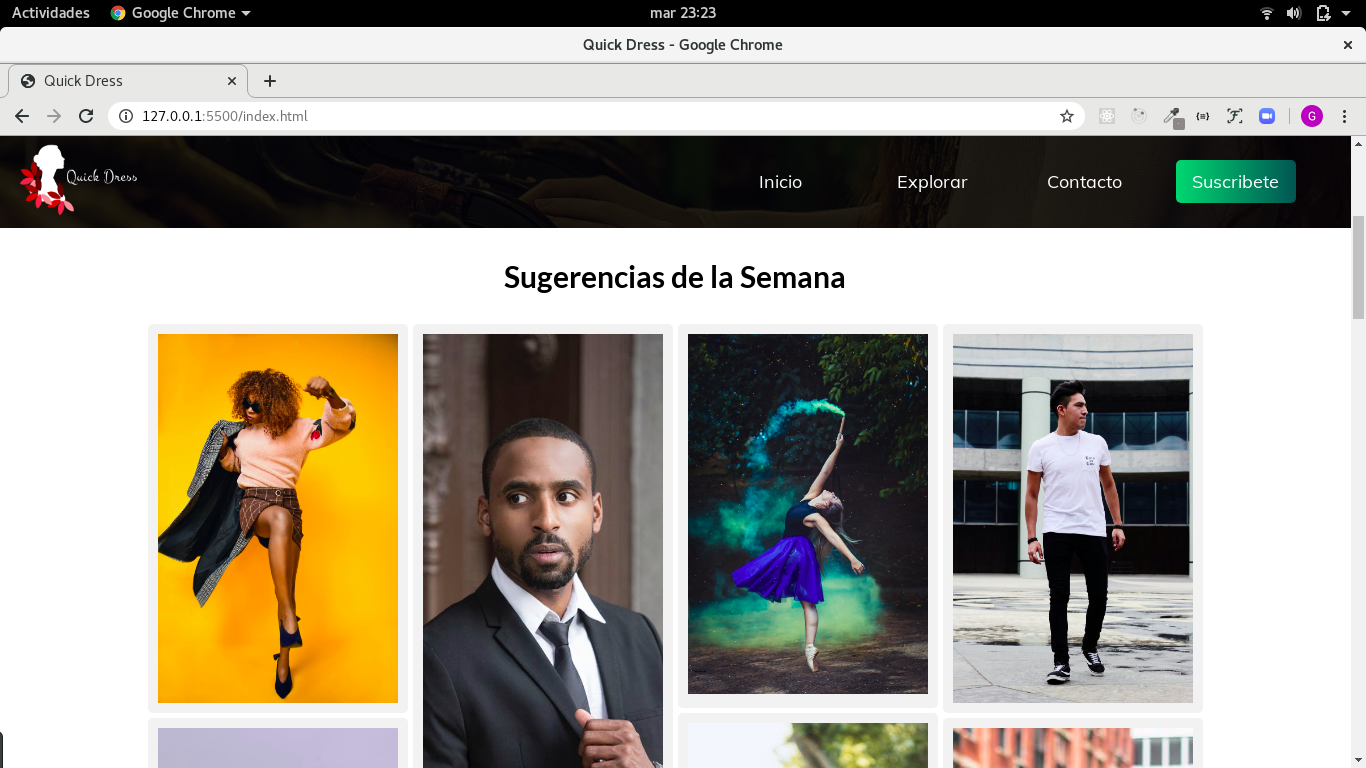 Actividades
Google Chrome
mar 23:23
Quick Dress - Google Chrome
Quick Dress
127.0.0.1:5500/index.html
G
Quick Dress
Inicio
Explorar
Contacto
Suscribete
Sugerencias de la Semana